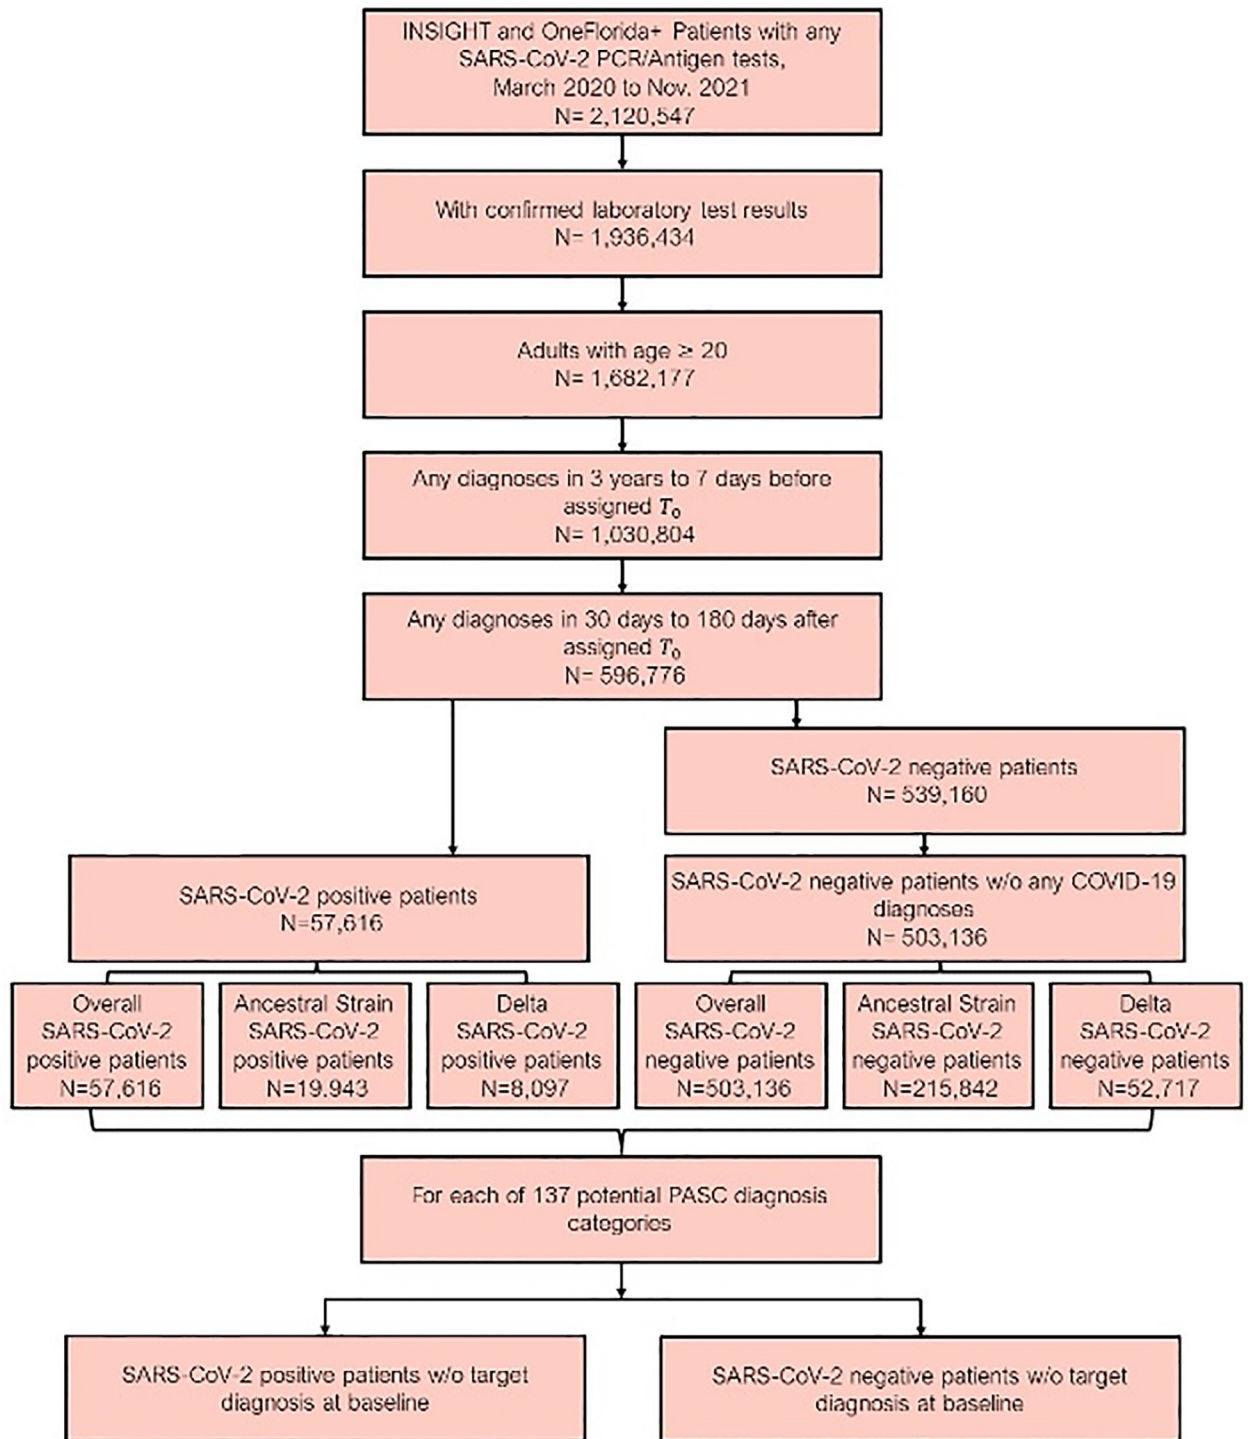 INSIGHT and OneFlorida+ Patients with any
SARS-CoV-2 PCR/Antigen tests,
March 2020 to Nov. 2021
N= 2,120,547
With confirmed laboratory test results
N= 1,936,434
Adults with age ≥ 20
N= 1,682,177
Any diagnoses in 3 years to 7 days before
assigned T₀
N= 1,030,804
Any diagnoses in 30 days to 180 days after
assigned T₀
N= 596,776
SARS-CoV-2 negative patients
N= 539,160
SARS-CoV-2 positive patients
N=57,616
SARS-CoV-2 negative patients w/o any COVID-19
diagnoses
N= 503,136
Overall
SARS-CoV-2
positive patients
N=57,616
Ancestral Strain
SARS-CoV-2
positive patients
N=19.943
Delta
SARS-CoV-2
positive patients
N=8,097
Overall
SARS-CoV-2
negative patients
N=503,136
Ancestral Strain
SARS-CoV-2
negative patients
N=215,842
Delta
SARS-CoV-2
negative patients
N=52,717
For each of 137 potential PASC diagnosis
categories
SARS-CoV-2 positive patients w/o target
diagnosis at baseline
SARS-CoV-2 negative patients w/o target
diagnosis at baseline